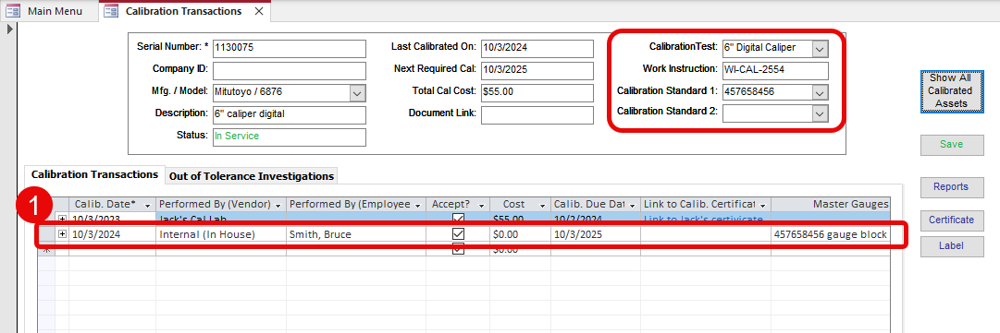 Main Menu
Calibration Transactions
Serial Number: * 1130075
Last Calibrated On: 10/3/2024
CalibrationTest: 6" Digital Caliper
Company ID:
Next Required Cal: 10/3/2025
Work Instruction: WI-CAL-2554
Mfg. / Model: Mitutoyo / 6876
Total Cal Cost: $55.00
Calibration Standard 1: 457658456
Description: 6" caliper digital
Document Link:
Calibration Standard 2:
Status: In Service
Show All
Calibrated
Assets
Save
Reports
Certificate
Label
Calibration Transactions
Out of Tolerance Investigations
1
Calib. Date* Performed By (Vendor) Performed By (Employee Accept? Cost Calib. Due Dat Link to Calib. Certificat Master Gauges
10/3/2023 Jack's Cal Lab $55.00 10/2/2024 Link to Jack's certivicate
10/3/2024 Internal (In House) Smith, Bruce $0.00 10/3/2025 457658456 gauge block
* $0.00